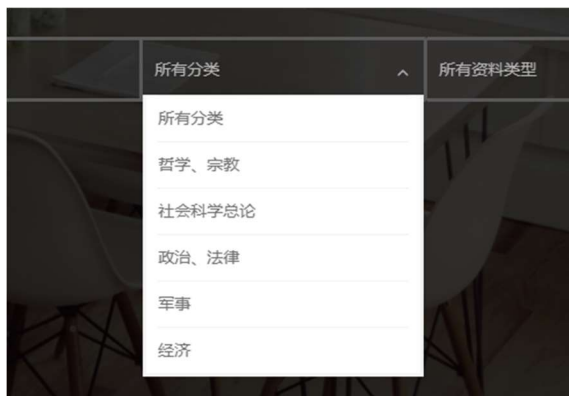 所有分类
所有资料类型
所有分类
哲学、宗教
社会科学总论
政治、法律
军事
经济